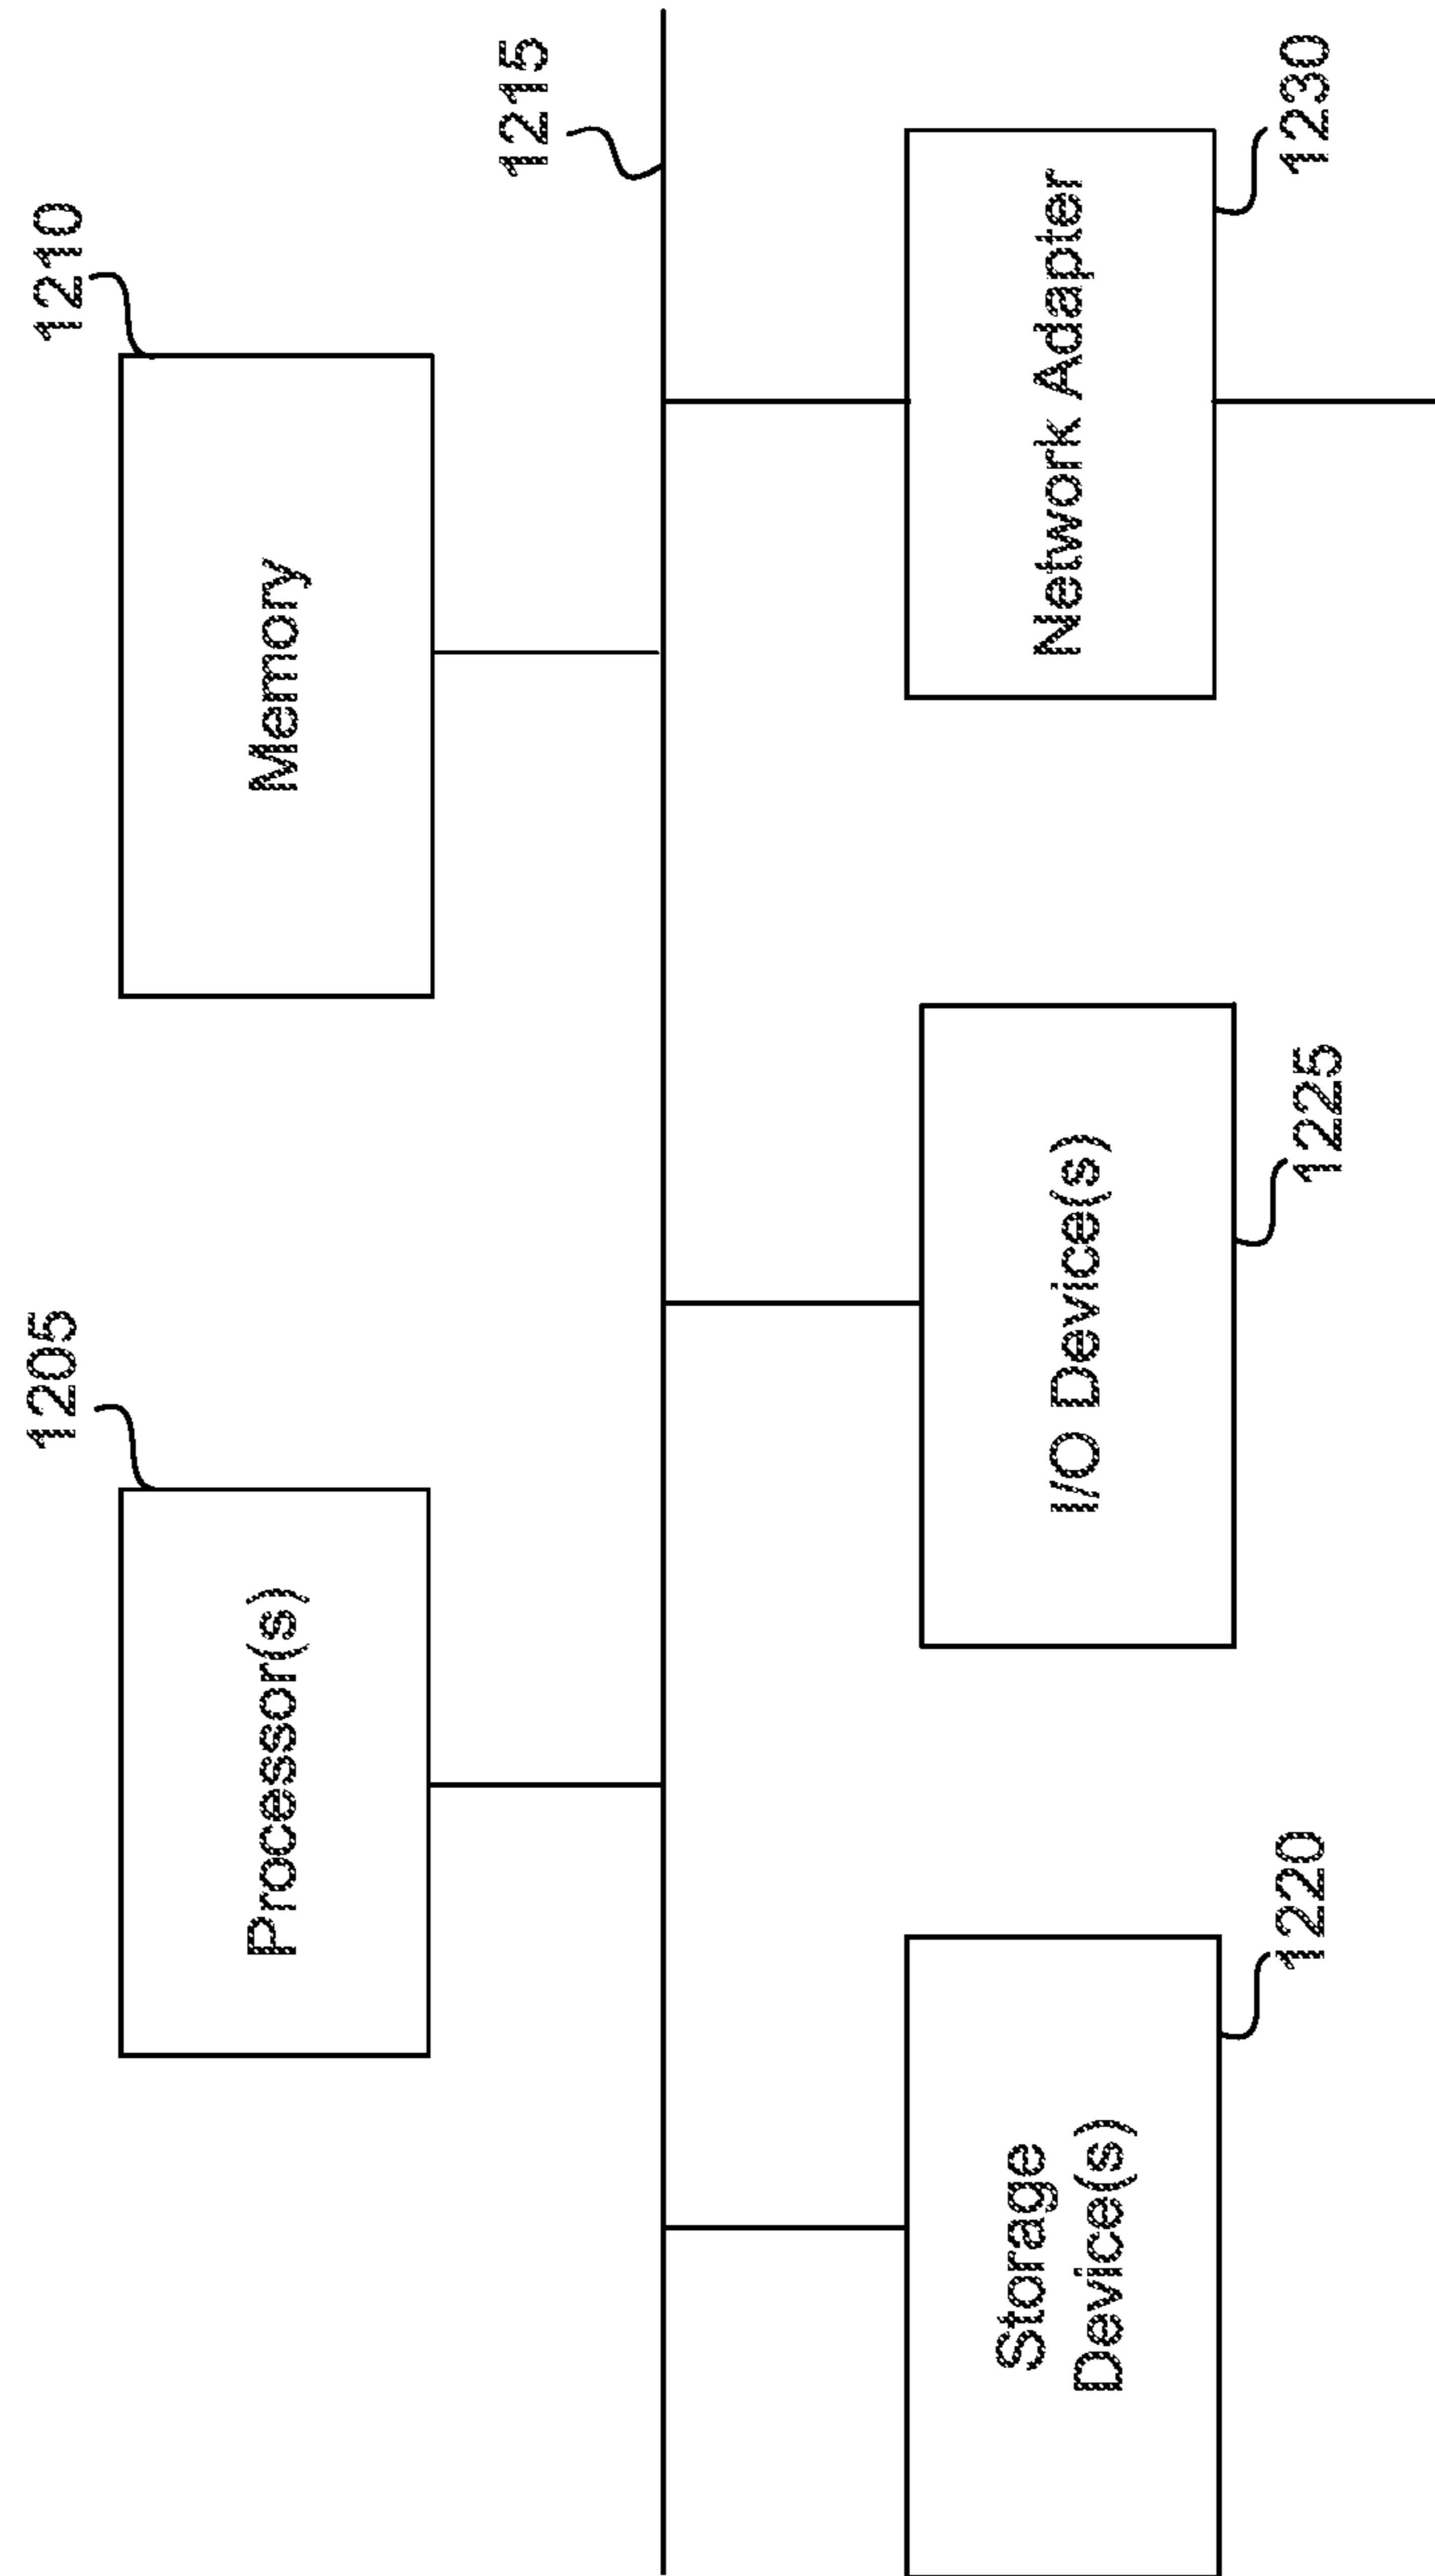 1205
Processor(s)
1210
Memory
1215
Storage
Device(s)
1220
I/O Device(s)
1225
Network Adapter
1230